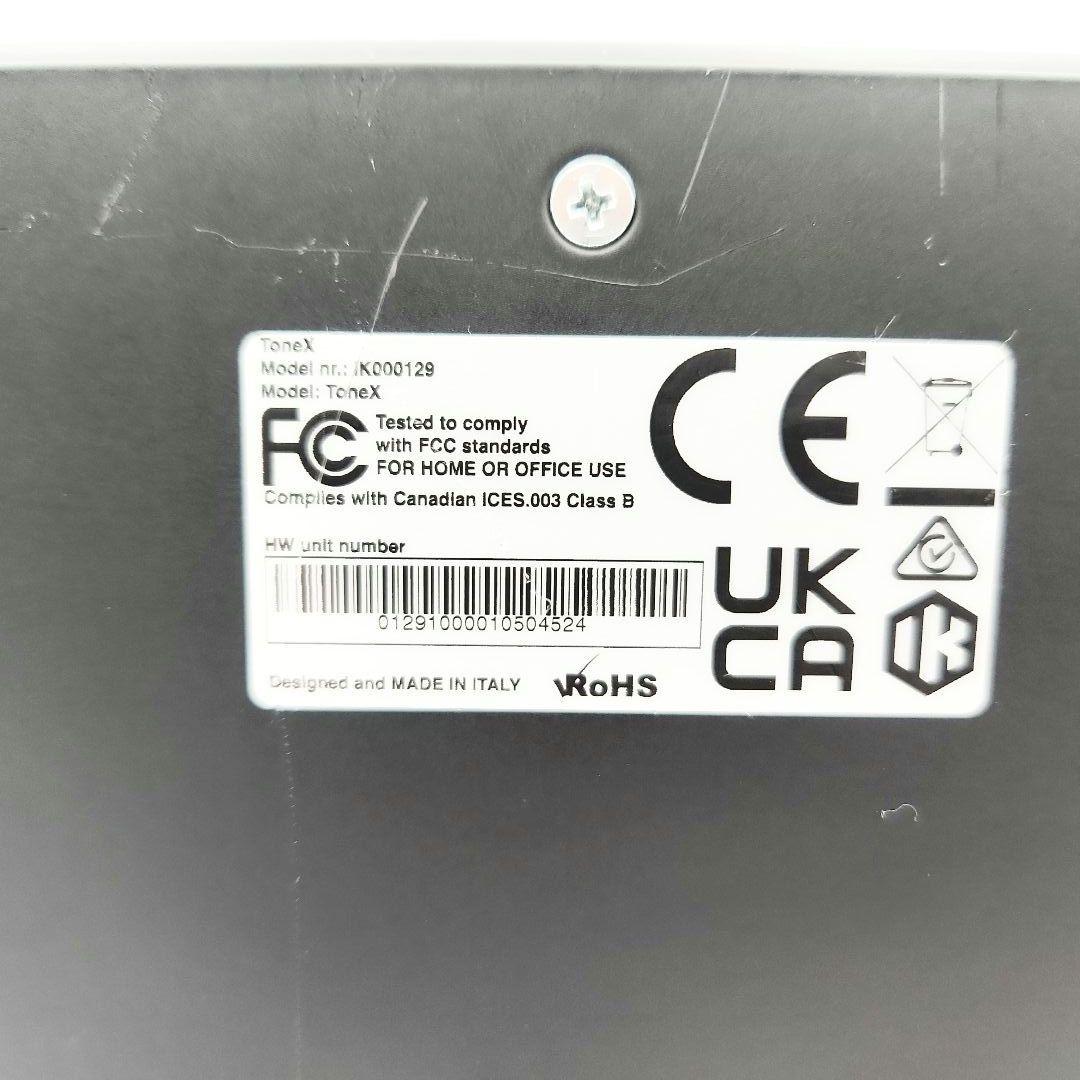 ToneX
Model nr.: IK000129
Model: ToneX
FC
Tested to comply
with FCC standards
FOR HOME OR OFFICE USE
Complies with Canadian ICES.003 Class B
HW unit number
01291000010504524
Designed and MADE IN ITALY
RoHS
CE
UK
CA
IK